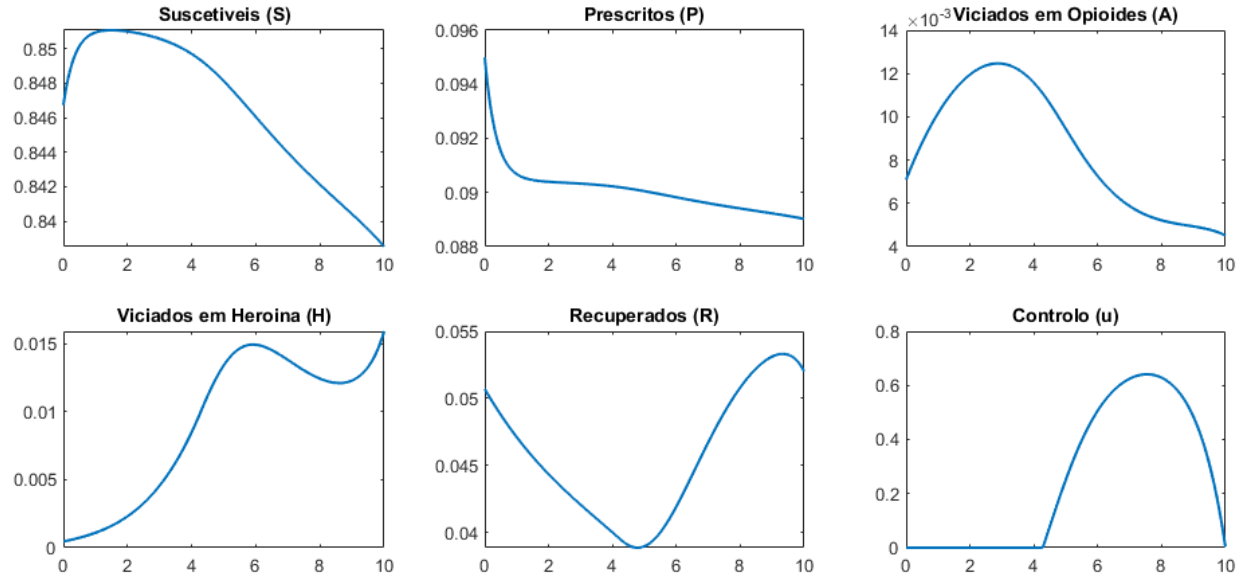 Suscetiveis (S)
0.85
0.848
0.846
0.844
0.842
0.84
0 2 4 6 8 10
Prescritos (P)
0.096
0.094
0.092
0.09
0.088
0 2 4 6 8 10
×10⁻³ Viciados em Opioides (A)
14
12
10
8
6
4
0 2 4 6 8 10
Viciados em Heroina (H)
0.015
0.01
0.005
0
0 2 4 6 8 10
Recuperados (R)
0.055
0.05
0.045
0.04
0 2 4 6 8 10
Controlo (u)
0.8
0.6
0.4
0.2
0
0 2 4 6 8 10